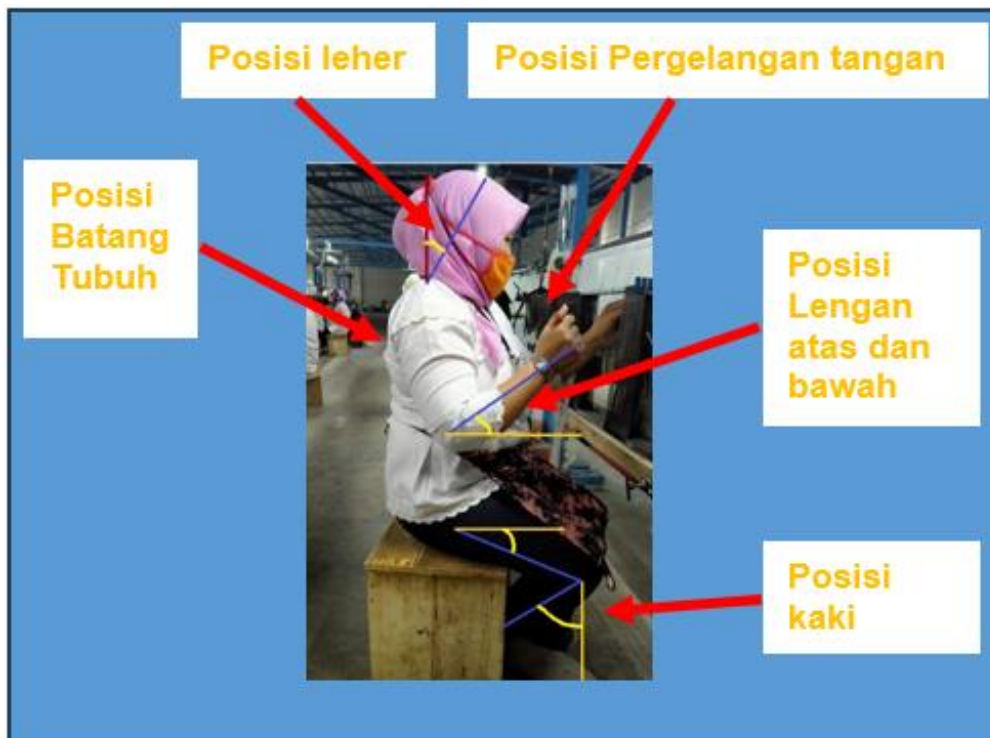 Posisi leher
Posisi Pergelangan tangan
Posisi
Batang
Tubuh
Posisi
Lengan
atas dan
bawah
Posisi
kaki